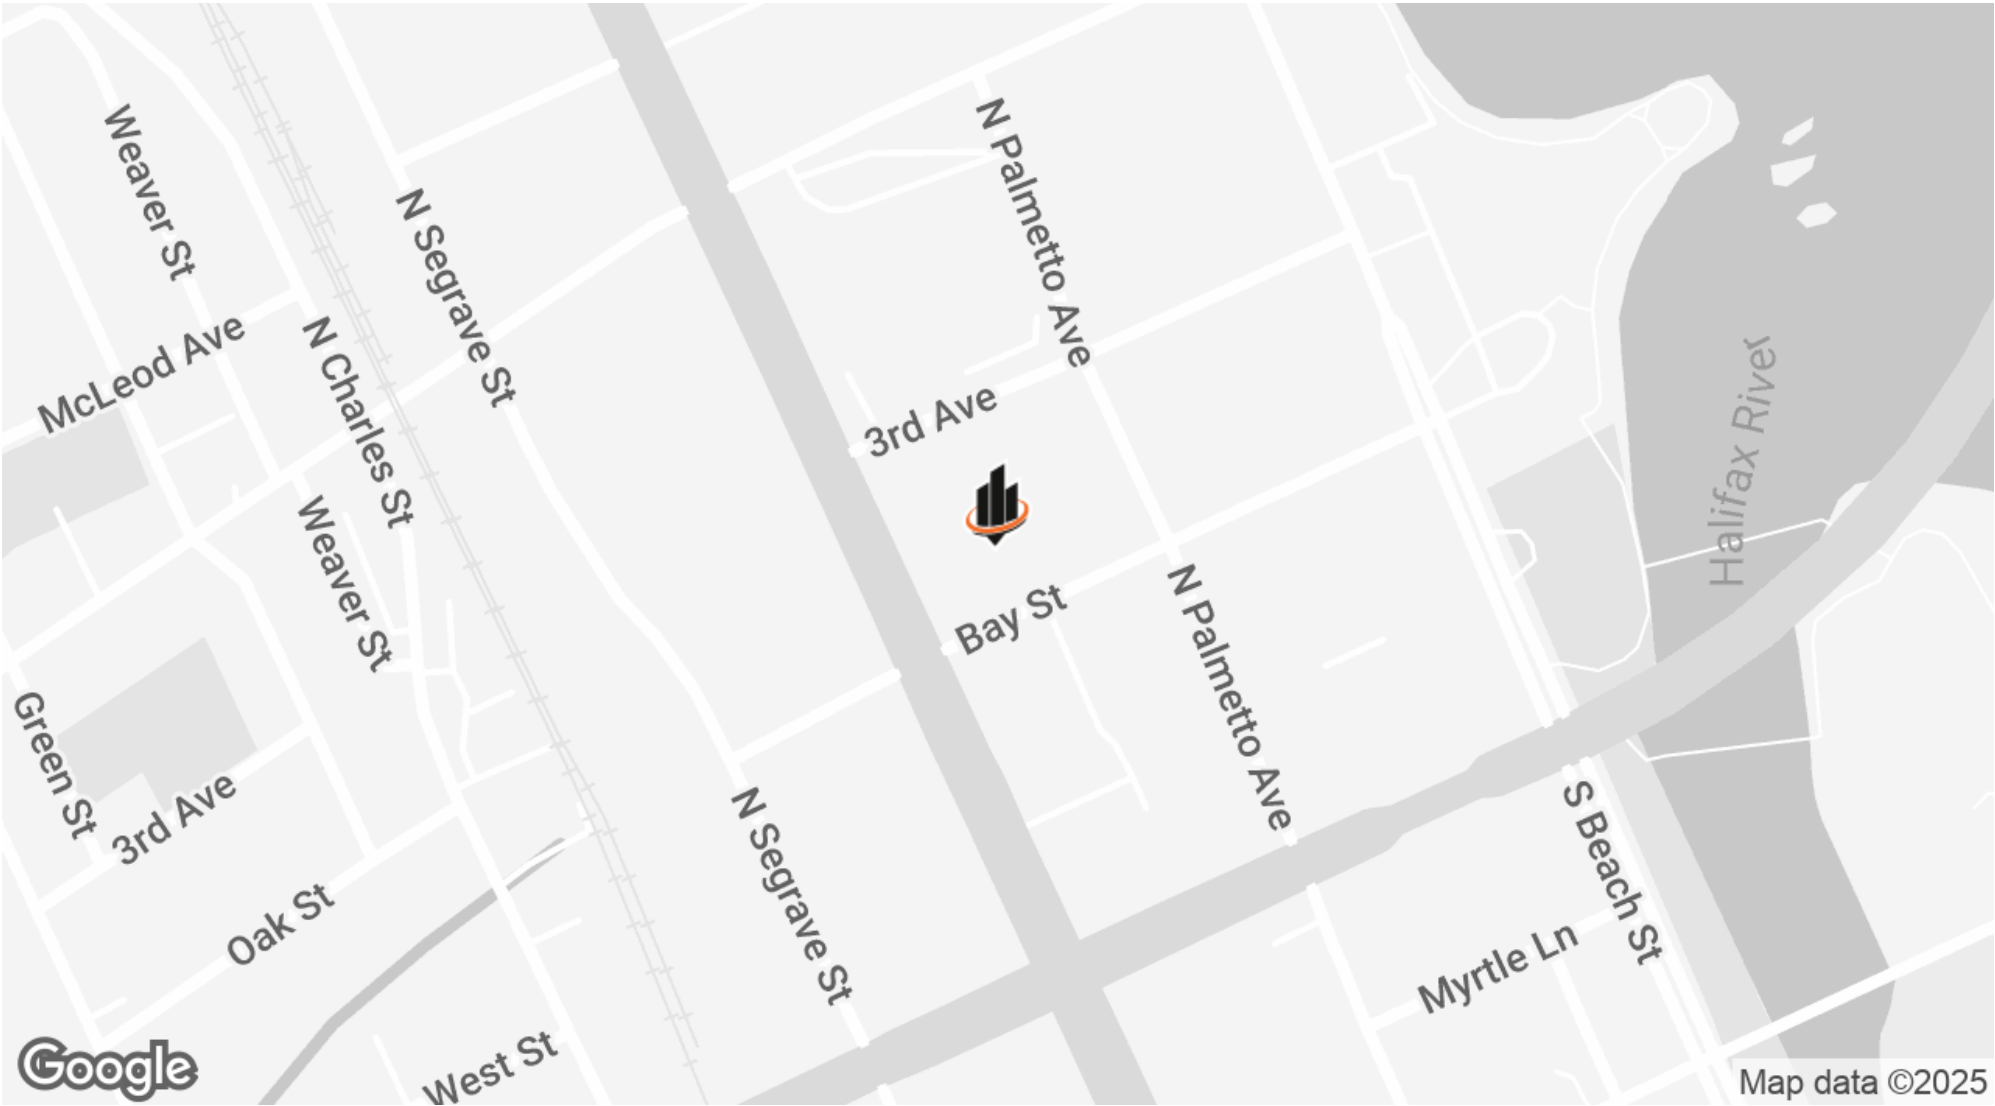 Weaver St
N Palmetto Ave
N Segrave St
McLeod Ave
N Charles St
3rd Ave
Halifax River
Weaver St
Bay St
N Palmetto Ave
Green St
3rd Ave
N Segrave St
S Beach St
Oak St
Myrtle Ln
West St
Google
Map data ©2025